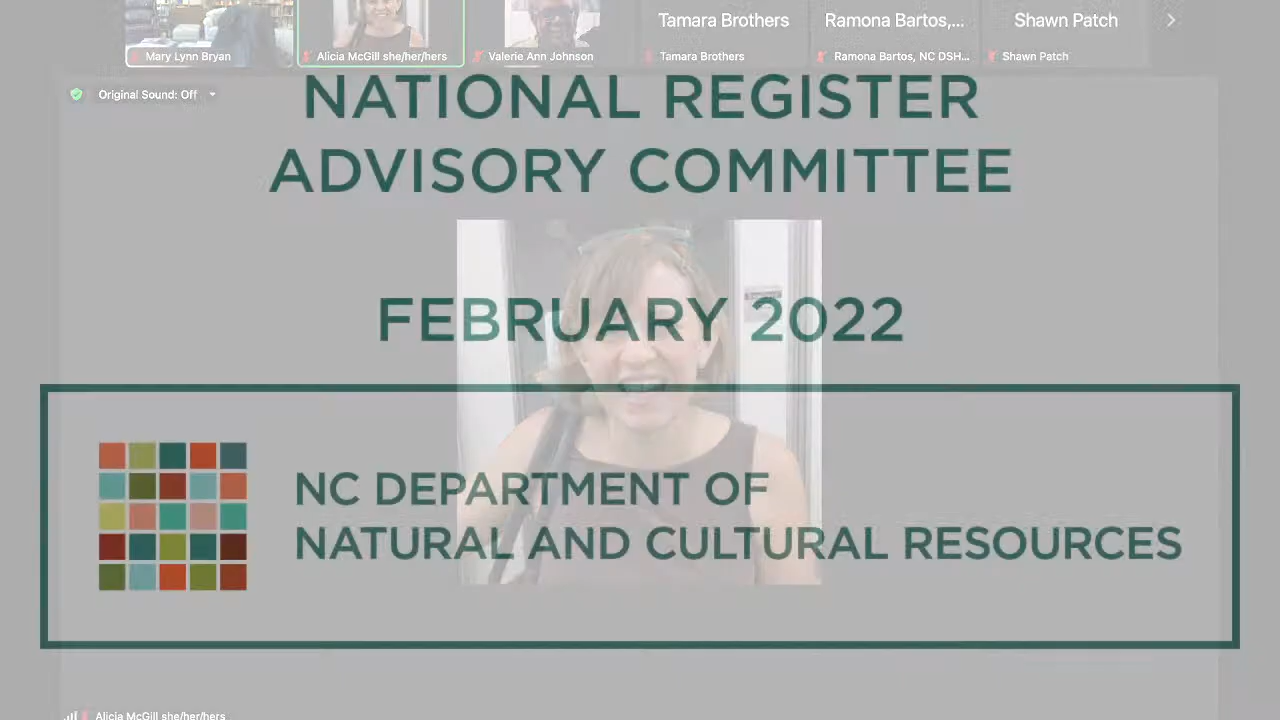 Tamara Brothers
Ramona Bartos,...
Shawn Patch
Mary Lynn Bryan
Alicia McGill she/her/hers
Valerie Ann Johnson
Tamara Brothers
Ramona Bartos, NC DSH...
Shawn Patch
Original Sound: Off
NATIONAL REGISTER
ADVISORY COMMITTEE
FEBRUARY 2022
NC DEPARTMENT OF
NATURAL AND CULTURAL RESOURCES
Alicia McGill she/her/hers